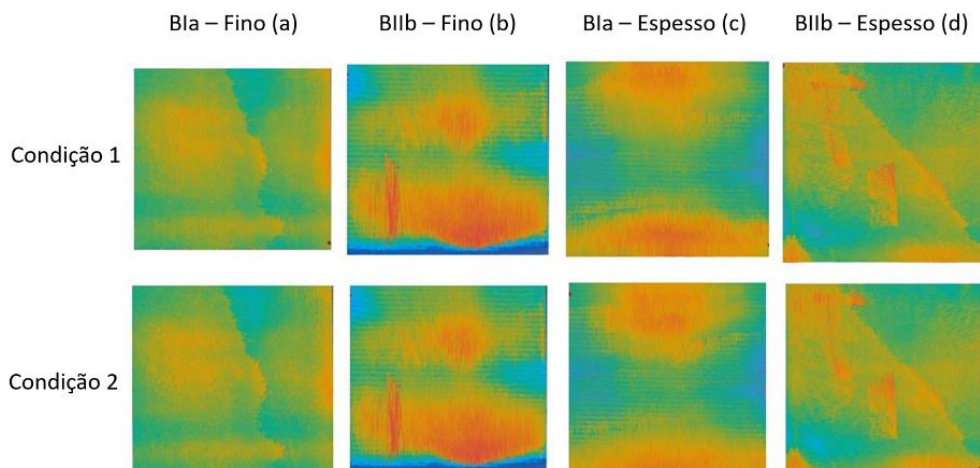 BIa – Fino (a)
BIIb – Fino (b)
BIa – Espesso (c)
BIIb – Espesso (d)
Condição 1
Condição 2